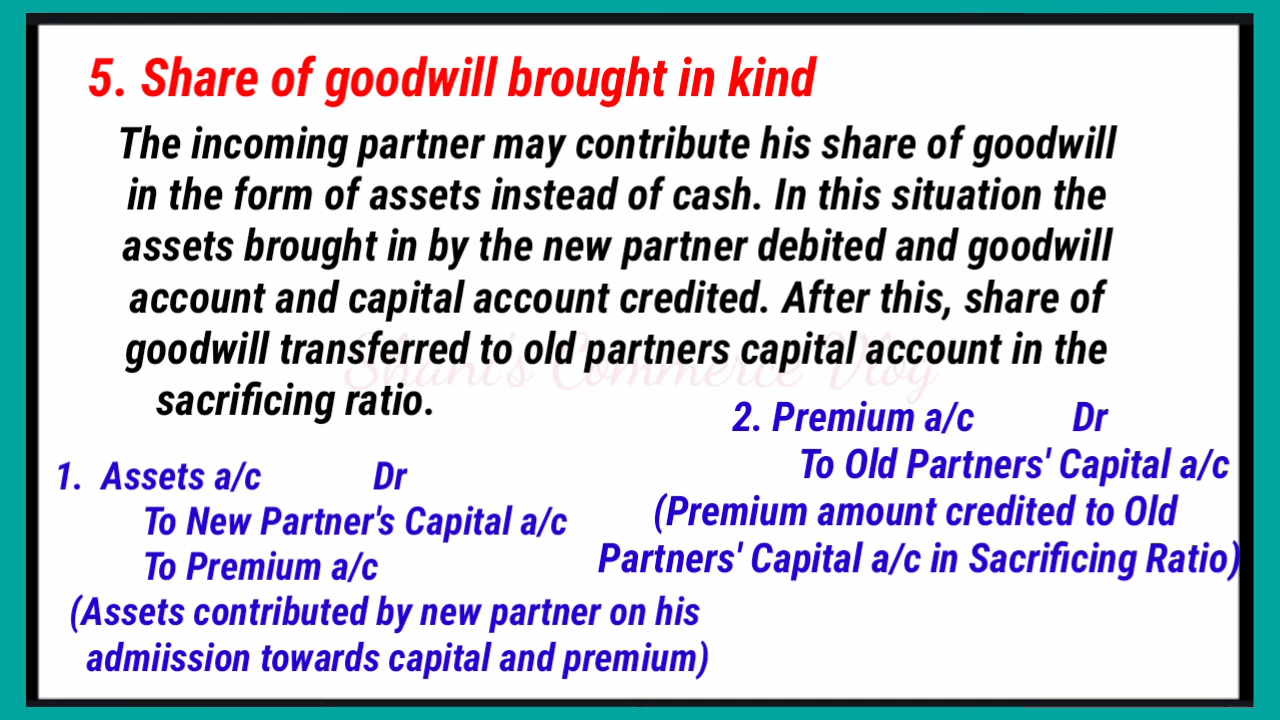 5. Share of goodwill brought in kind
The incoming partner may contribute his share of goodwill
in the form of assets instead of cash. In this situation the
assets brought in by the new partner debited and goodwill
account and capital account credited. After this, share of
goodwill transferred to old partners capital account in the
sacrificing ratio.
Shani's Commerce Vlog
1. Assets a/c Dr
To New Partner's Capital a/c
To Premium a/c
(Assets contributed by new partner on his
admiission towards capital and premium)
2. Premium a/c Dr
To Old Partners' Capital a/c
(Premium amount credited to Old
Partners' Capital a/c in Sacrificing Ratio)